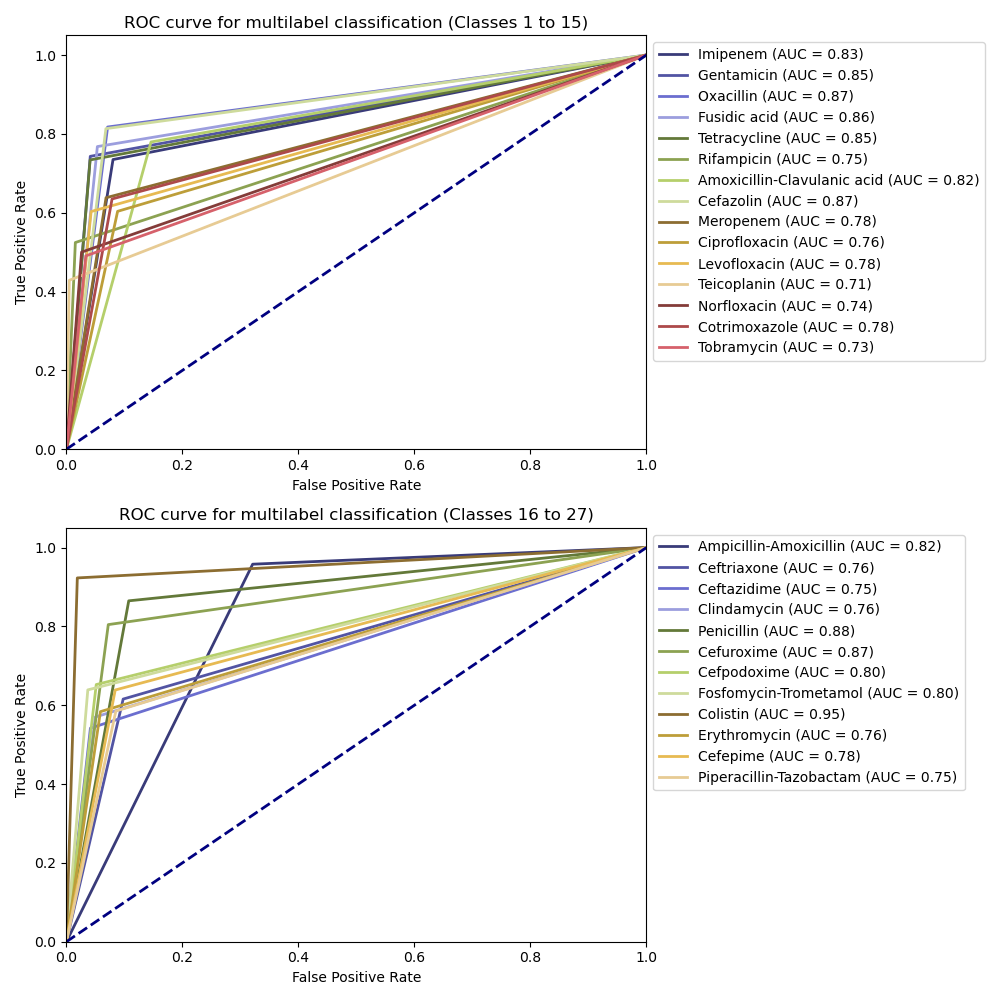 ROC curve for multilabel classification (Classes 1 to 15)
True Positive Rate
1.0
0.8
0.6
0.4
0.2
0.0
0.0 0.2 0.4 0.6 0.8 1.0
False Positive Rate
Imipenem (AUC = 0.83)
Gentamicin (AUC = 0.85)
Oxacillin (AUC = 0.87)
Fusidic acid (AUC = 0.86)
Tetracycline (AUC = 0.85)
Rifampicin (AUC = 0.75)
Amoxicillin-Clavulanic acid (AUC = 0.82)
Cefazolin (AUC = 0.87)
Meropenem (AUC = 0.78)
Ciprofloxacin (AUC = 0.76)
Levofloxacin (AUC = 0.78)
Teicoplanin (AUC = 0.71)
Norfloxacin (AUC = 0.74)
Cotrimoxazole (AUC = 0.78)
Tobramycin (AUC = 0.73)
ROC curve for multilabel classification (Classes 16 to 27)
True Positive Rate
1.0
0.8
0.6
0.4
0.2
0.0
0.0 0.2 0.4 0.6 0.8 1.0
False Positive Rate
Ampicillin-Amoxicillin (AUC = 0.82)
Ceftriaxone (AUC = 0.76)
Ceftazidime (AUC = 0.75)
Clindamycin (AUC = 0.76)
Penicillin (AUC = 0.88)
Cefuroxime (AUC = 0.87)
Cefpodoxime (AUC = 0.80)
Fosfomycin-Trometamol (AUC = 0.80)
Colistin (AUC = 0.95)
Erythromycin (AUC = 0.76)
Cefepime (AUC = 0.78)
Piperacillin-Tazobactam (AUC = 0.75)